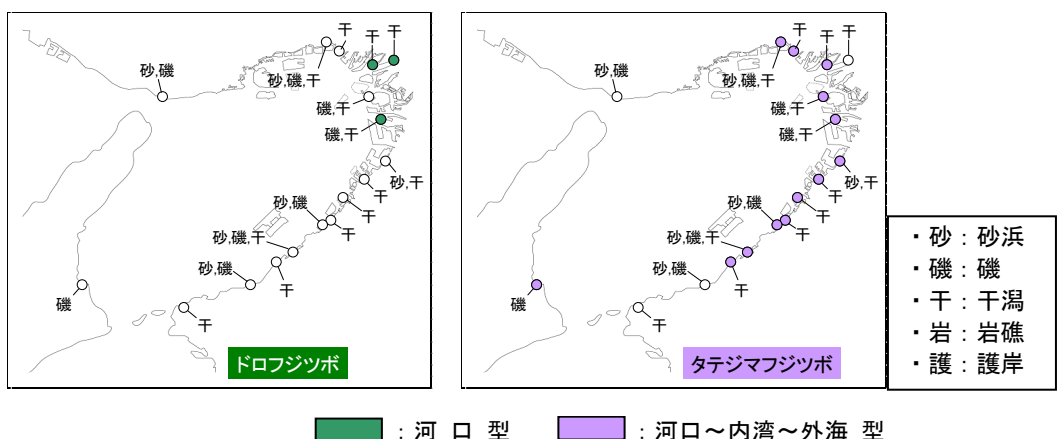 干
干
干
砂,磯
砂,磯,干
磯,干
磯,干
砂,干
干
砂,磯
干
砂,磯,干
砂,磯
干
磯
干
ドロフジツボ
干
干
干
砂,磯
砂,磯,干
磯,干
磯,干
砂,干
干
砂,磯
干
砂,磯,干
砂,磯
干
磯
干
タテジマフジツボ
・砂：砂浜
・磯：磯
・干：干潟
・岩：岩礁
・護：護岸
：河 口 型
：河口～内湾～外海 型